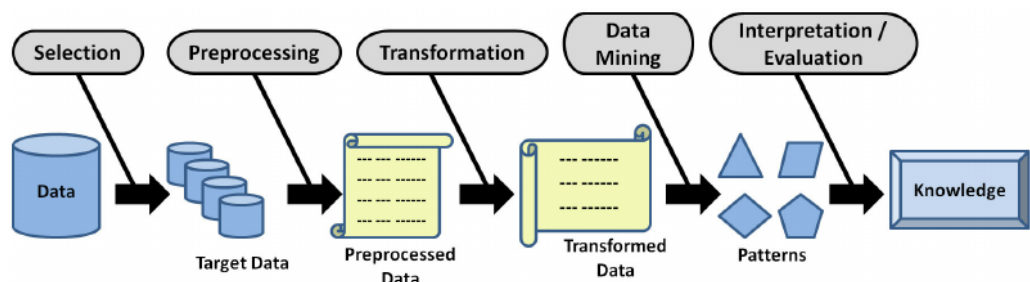 Selection
Preprocessing
Transformation
Data
Mining
Interpretation /
Evaluation
Data
Target Data
Preprocessed
Data
Transformed
Data
Patterns
Knowledge